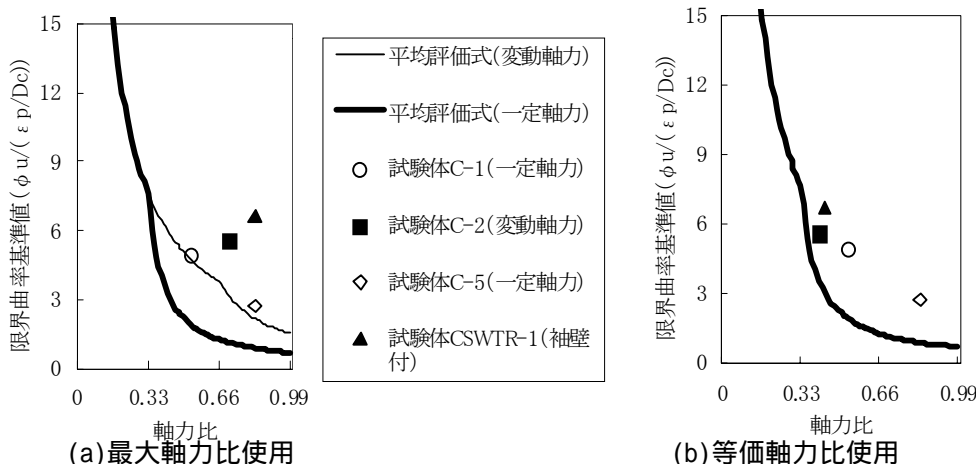 限界曲率基準値(φu/(εp/Dc))
15
12
9
6
3
0
0 0.33 0.66 0.99
軸力比
(a)最大軸力比使用
平均評価式(変動軸力)
平均評価式(一定軸力)
試験体C-1(一定軸力)
試験体C-2(変動軸力)
試験体C-5(一定軸力)
試験体CSWTR-1(袖壁
付)
限界曲率基準値(φu/(εp/Dc))
15
12
9
6
3
0
0 0.33 0.66 0.99
軸力比
(b)等価軸力比使用